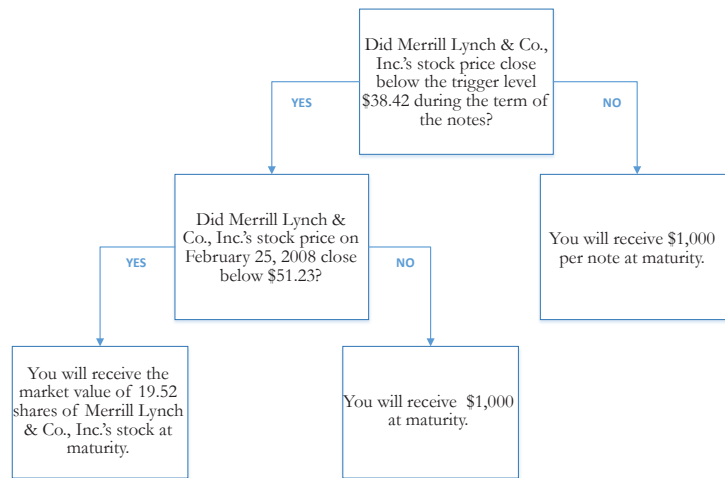 Did Merrill Lynch & Co.,
Inc.'s stock price close
below the trigger level
$38.42 during the term of
the notes?
YES
NO
Did Merrill Lynch &
Co., Inc.'s stock price on
February 25, 2008 close
below $51.23?
You will receive $1,000
per note at maturity.
YES
NO
You will receive the
market value of 19.52
shares of Merrill Lynch
& Co., Inc.'s stock at
maturity.
You will receive $1,000
at maturity.